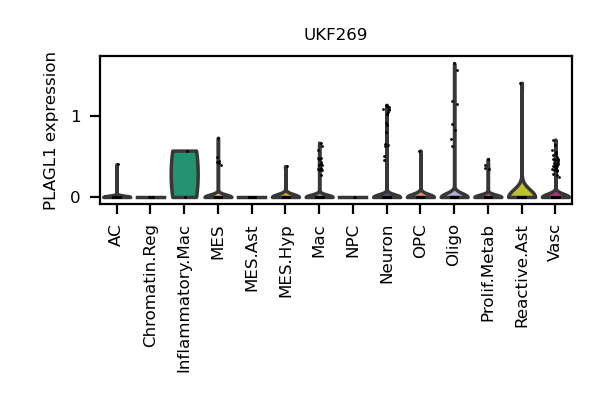 UKF269
PLAGL1 expression
1
0
AC
Chromatin.Reg
Inflammatory.Mac
MES
MES.Ast
MES.Hyp
Mac
NPC
Neuron
OPC
Oligo
Prolif.Metab
Reactive.Ast
Vasc